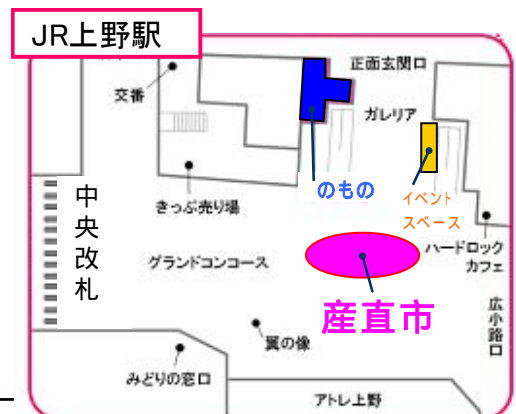 JR上野駅
正面玄関口
交番
ガレリア
のもの
イベント
スペース
きっぷ売り場
中央改札
グランドコンコース
ハードロック
カフェ
産直市
広小路口
翼の像
みどりの窓口
アトレ上野